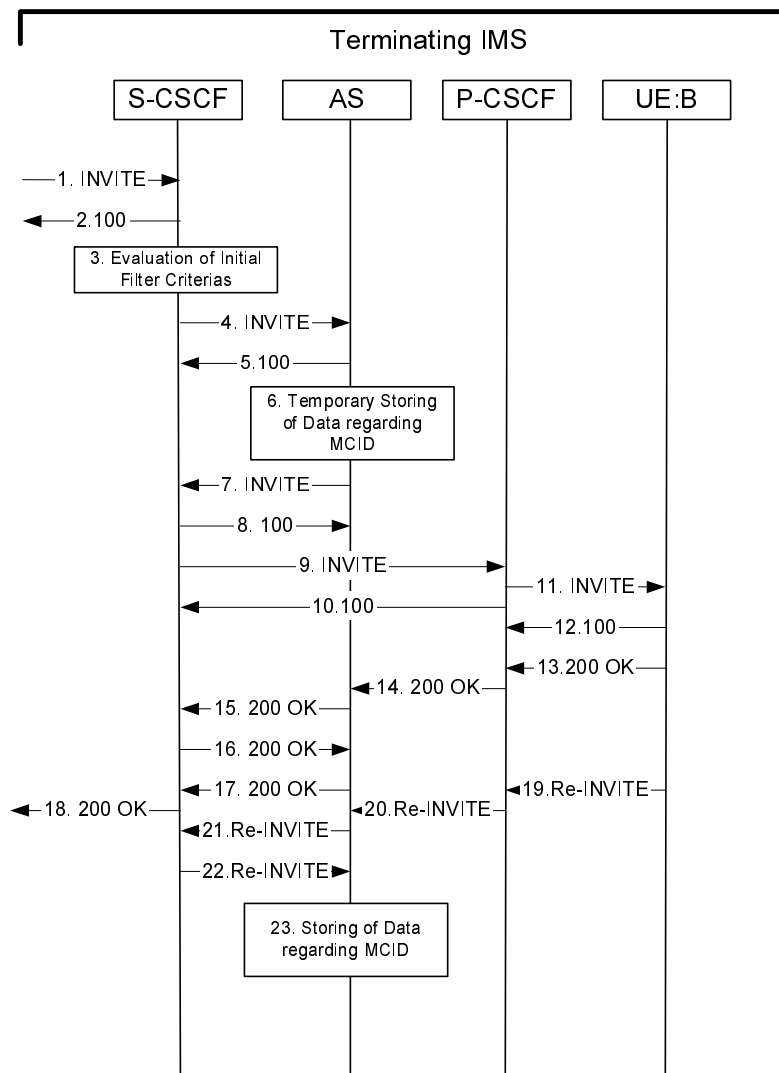 Terminating IMS
S-CSCF
AS
P-CSCF
UE:B
1. INVITE
2.100
3. Evaluation of Initial
Filter Criterias
4. INVITE
5.100
6. Temporary Storing
of Data regarding
MCID
7. INVITE
8. 100
9. INVITE
11. INVITE
10.100
12.100
13.200 OK
14. 200 OK
15. 200 OK
16. 200 OK
17. 200 OK
19.Re-INVITE
18. 200 OK
20.Re-INVITE
21.Re-INVITE
22.Re-INVITE
23. Storing of Data
regarding MCID